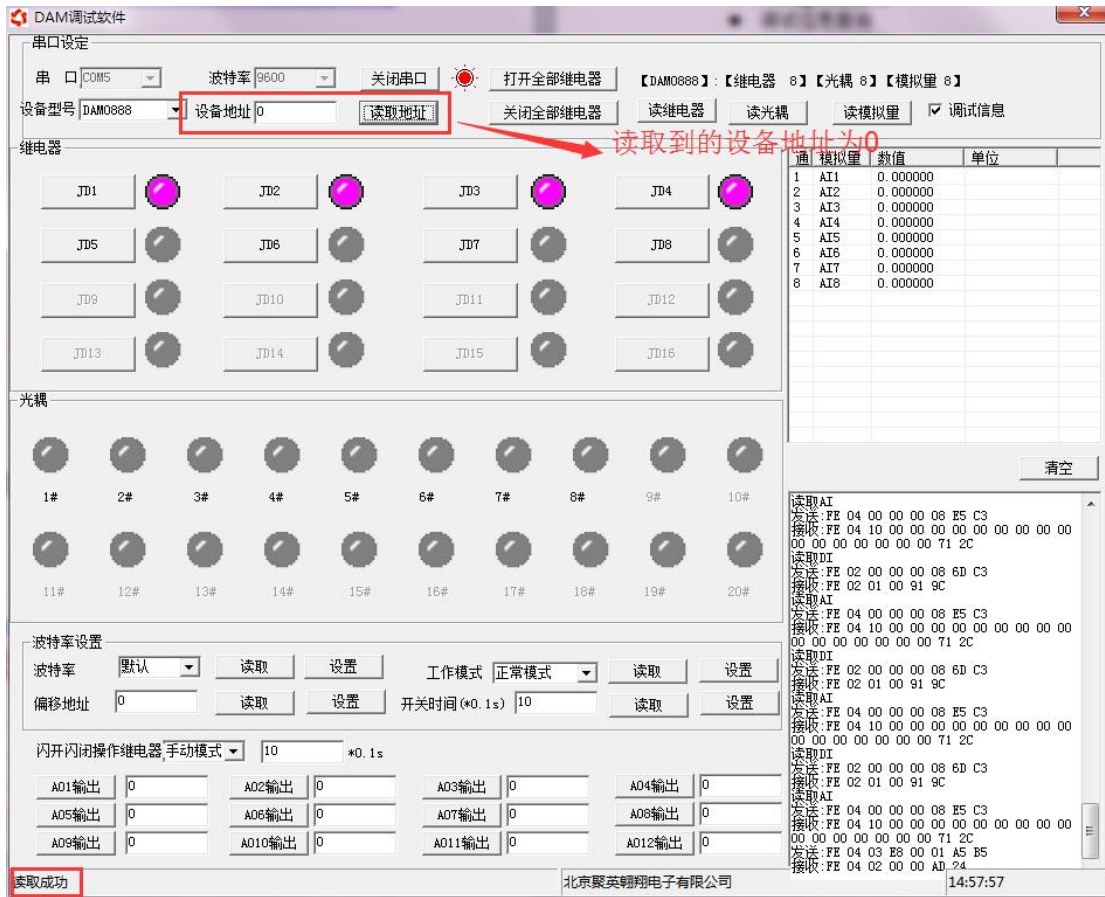 DAM调试软件
串口设定
串 口 COM5 波特率 9600 关闭串口 打开全部继电器 【DAM0888】:【继电器 8】【光耦 8】【模拟量 8】
设备型号 DAM0888 设备地址 0 读取地址 关闭全部继电器 读继电器 读光耦 读模拟量 调试信息
读取到的设备地址为0
继电器
JD1 JD2 JD3 JD4
JD5 JD6 JD7 JD8
JD9 JD10 JD11 JD12
JD13 JD14 JD15 JD16
通 模拟量 数值 单位
1 AI1 0.000000
2 AI2 0.000000
3 AI3 0.000000
4 AI4 0.000000
5 AI5 0.000000
6 AI6 0.000000
7 AI7 0.000000
8 AI8 0.000000
光耦
1# 2# 3# 4# 5# 6# 7# 8# 9# 10#
11# 12# 13# 14# 15# 16# 17# 18# 19# 20#
清空
读取AI
发送:FE 04 00 00 00 08 E5 C3
接收:FE 04 10 00 00 00 00 00 00 00 00 00
00 00 00 00 00 00 00 71 2C
读取DI
发送:FE 02 00 00 00 08 6D C3
接收:FE 02 01 00 91 9C
读取AI
发送:FE 04 00 00 00 08 E5 C3
接收:FE 04 10 00 00 00 00 00 00 00 00 00
00 00 00 00 00 00 00 71 2C
读取DI
发送:FE 02 00 00 00 08 6D C3
接收:FE 02 01 00 91 9C
读取AI
发送:FE 04 00 00 00 08 E5 C3
接收:FE 04 10 00 00 00 00 00 00 00 00 00
00 00 00 00 00 00 00 71 2C
读取DI
发送:FE 02 00 00 00 08 6D C3
接收:FE 02 01 00 91 9C
读取AI
发送:FE 04 00 00 00 08 E5 C3
接收:FE 04 10 00 00 00 00 00 00 00 00 00
00 00 00 00 00 00 00 71 2C
发送:FE 04 03 E8 00 01 A5 B5
接收:FE 04 02 00 00 AD 24
波特率设置
波特率 默认 读取 设置 工作模式 正常模式 读取 设置
偏移地址 0 读取 设置 开关时间(*0.1s) 10 读取 设置
闪开闪闭操作继电器 手动模式 10 *0.1s
AO1输出 0 AO2输出 0 AO3输出 0 AO4输出 0
AO5输出 0 AO6输出 0 AO7输出 0 AO8输出 0
AO9输出 0 AO10输出 0 AO11输出 0 AO12输出 0
读取成功 北京聚英翱翔电子有限公司 14:57:57